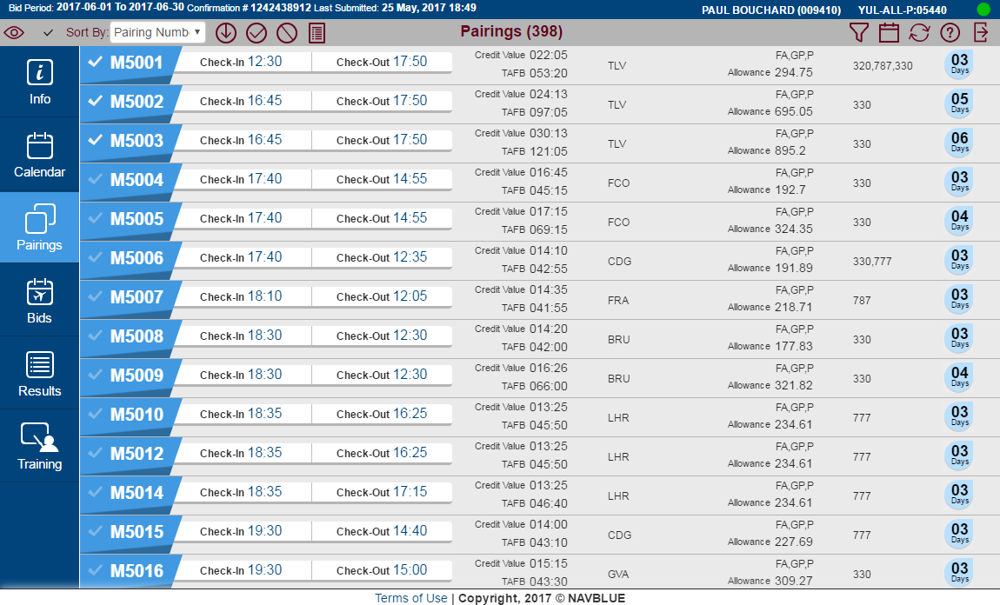 Bid Period: 2017-06-01 To 2017-06-30 Confirmation # 1242438912 Last Submitted: 25 May, 2017 18:49 PAUL BOUCHARD (009410) YUL-ALL-P:05440
Sort By: Pairing Numb Pairings (398)
Info
Calendar
Pairings
Bids
Results
Training
M5001 Check-In 12:30 Check-Out 17:50 Credit Value 022:05 TAFB 053:20 TLV FA,GP,P Allowance 294.75 320,787,330 03 Days
M5002 Check-In 16:45 Check-Out 17:50 Credit Value 024:13 TAFB 097:05 TLV FA,GP,P Allowance 695.05 330 05 Days
M5003 Check-In 16:45 Check-Out 17:50 Credit Value 030:13 TAFB 121:05 TLV FA,GP,P Allowance 895.2 330 06 Days
M5004 Check-In 17:40 Check-Out 14:55 Credit Value 016:45 TAFB 045:15 FCO FA,GP,P Allowance 192.7 330 03 Days
M5005 Check-In 17:40 Check-Out 14:55 Credit Value 017:15 TAFB 069:15 FCO FA,GP,P Allowance 324.35 330 04 Days
M5006 Check-In 17:40 Check-Out 12:35 Credit Value 014:10 TAFB 042:55 CDG FA,GP,P Allowance 191.89 330,777 03 Days
M5007 Check-In 18:10 Check-Out 12:05 Credit Value 014:35 TAFB 041:55 FRA FA,GP,P Allowance 218.71 787 03 Days
M5008 Check-In 18:30 Check-Out 12:30 Credit Value 014:20 TAFB 042:00 BRU FA,GP,P Allowance 177.83 330 03 Days
M5009 Check-In 18:30 Check-Out 12:30 Credit Value 016:26 TAFB 066:00 BRU FA,GP,P Allowance 321.82 330 04 Days
M5010 Check-In 18:35 Check-Out 16:25 Credit Value 013:25 TAFB 045:50 LHR FA,GP,P Allowance 234.61 777 03 Days
M5012 Check-In 18:35 Check-Out 16:25 Credit Value 013:25 TAFB 045:50 LHR FA,GP,P Allowance 234.61 777 03 Days
M5014 Check-In 18:35 Check-Out 17:15 Credit Value 013:25 TAFB 046:40 LHR FA,GP,P Allowance 234.61 777 03 Days
M5015 Check-In 19:30 Check-Out 14:40 Credit Value 014:00 TAFB 043:10 CDG FA,GP,P Allowance 227.69 777 03 Days
M5016 Check-In 19:30 Check-Out 15:00 Credit Value 015:15 TAFB 043:30 GVA FA,GP,P Allowance 309.27 330 03 Days
Terms of Use | Copyright, 2017 © NAVBLUE